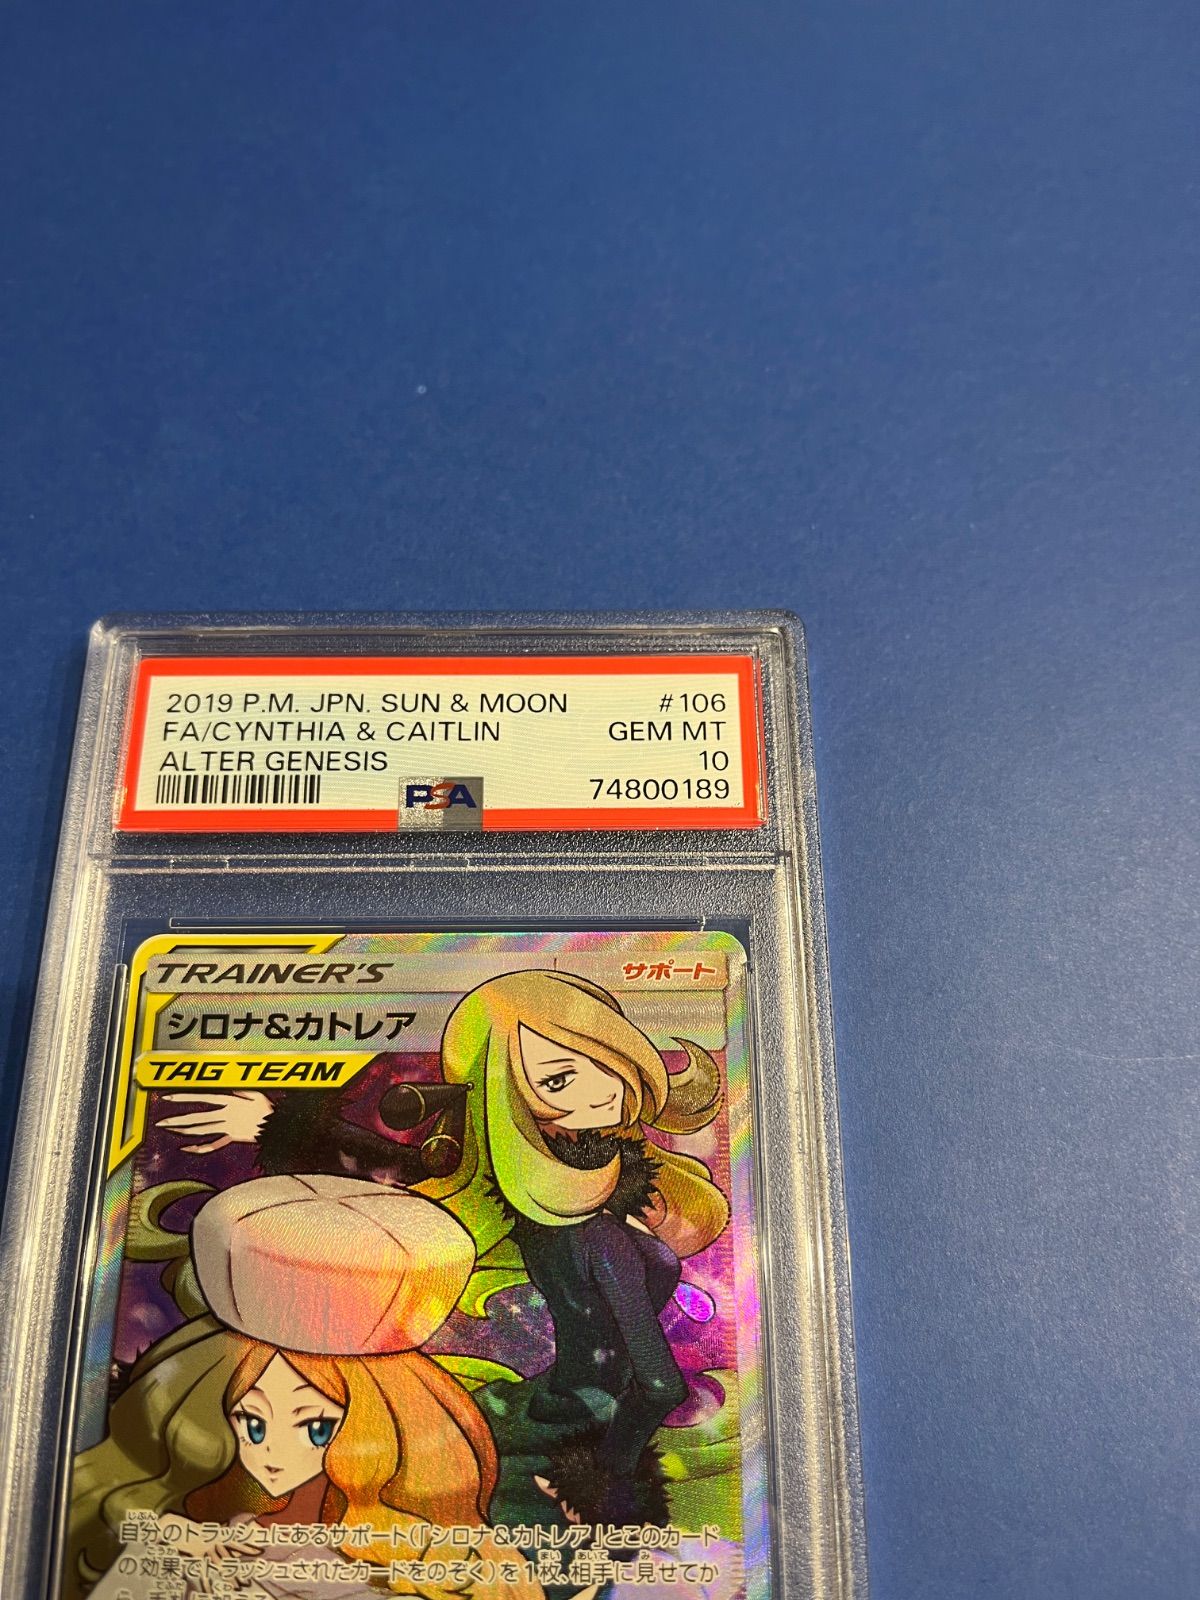 2019 P.M. JPN. SUN & MOON #106
FA/CYNTHIA & CAITLIN GEM MT
ALTER GENESIS 10
PSA 74800189
TRAINER'S サポート
シロナ&カトレア
TAG TEAM
自分のトラッシュにあるサポート(「シロナ&カトレア」とこのカード
の効果でトラッシュされたカードをのぞく)を1枚、相手に見せてか